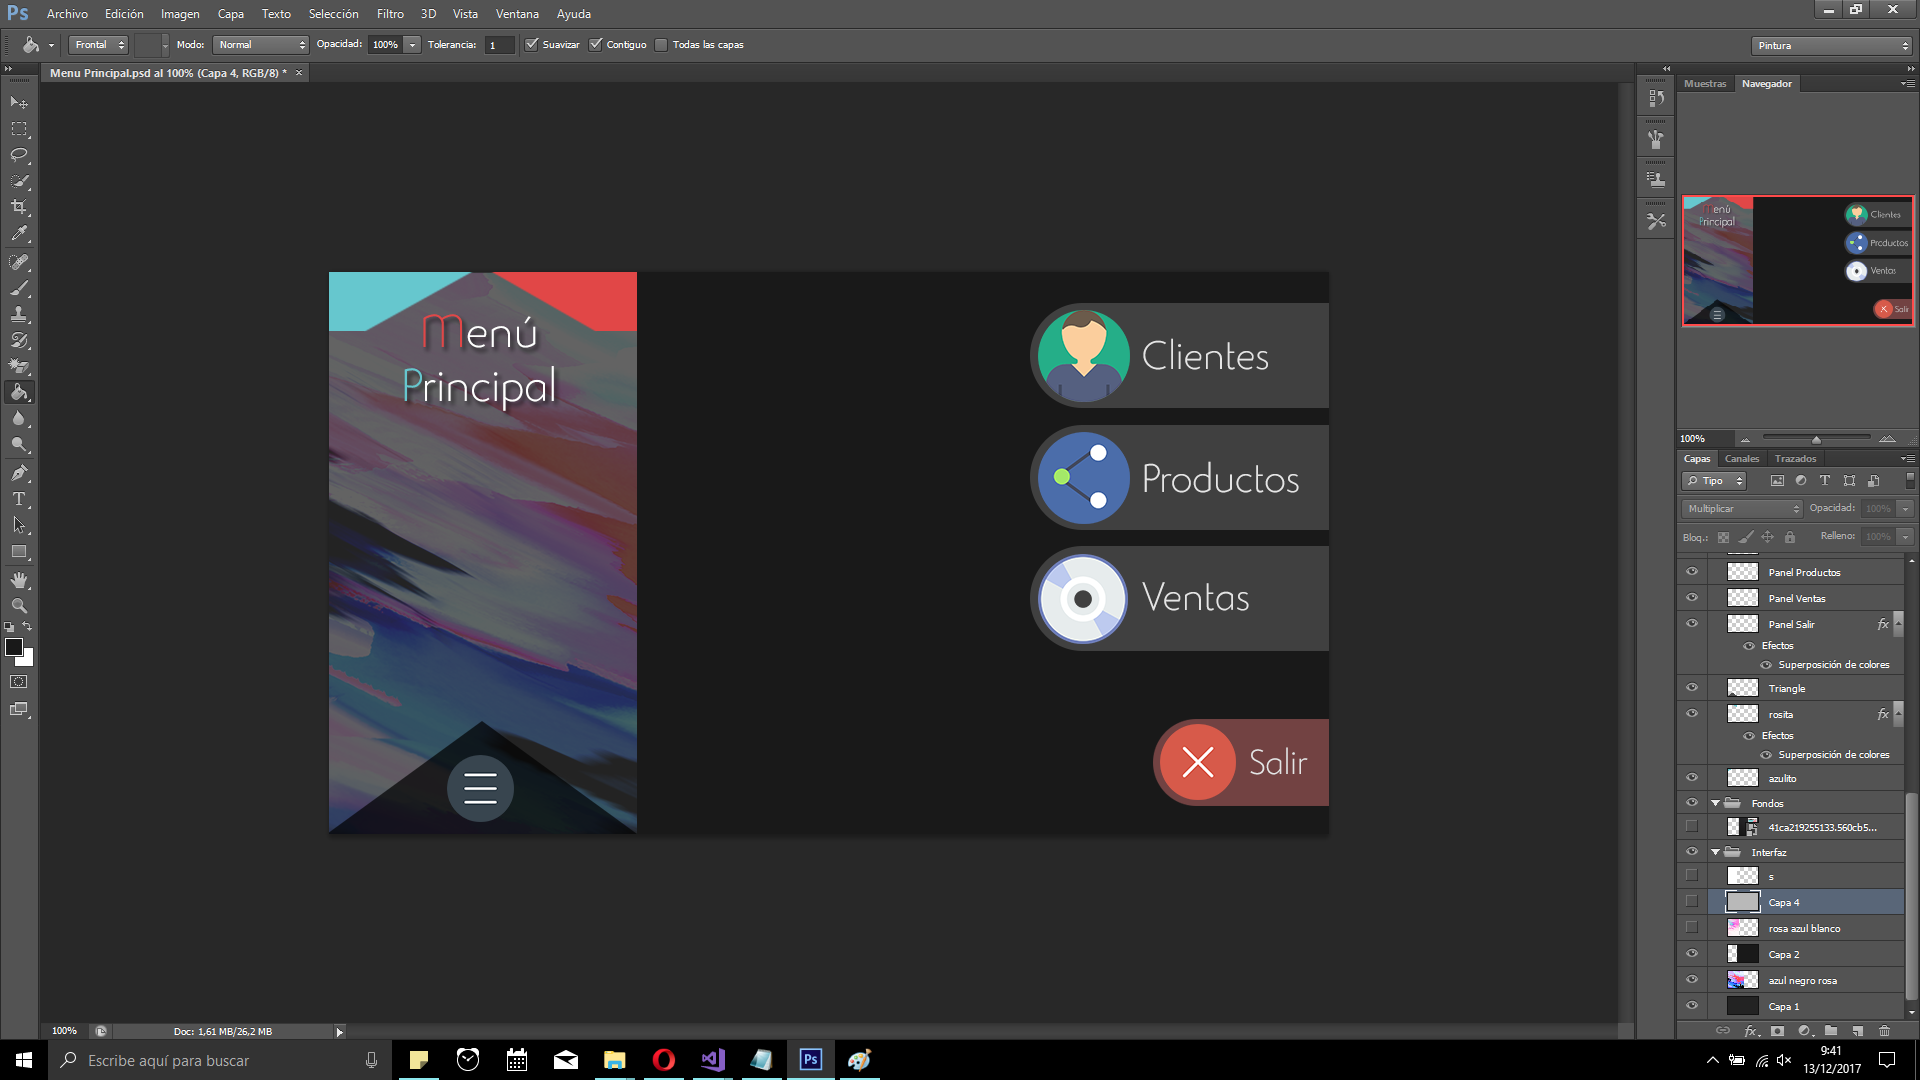 Ps Archivo Edición Imagen Capa Texto Selección Filtro 3D Vista Ventana Ayuda
Frontal Modo: Normal Opacidad: 100% Tolerancia: 1 Suavizar Contiguo Todas las capas Pintura
Menu Principal.psd al 100% (Capa 4, RGB/8) * ×
Muestras Navegador
Menú
Principal
Clientes
Productos
Ventas
Salir
Menú
Principal
Clientes
Productos
Ventas
Salir
100%
Capas Canales Trazados
Tipo
Multiplicar Opacidad: 100%
Bloq.: Relleno: 100%
Panel Productos
Panel Ventas
Panel Salir fx
Efectos
Superposición de colores
Triangle
rosita fx
Efectos
Superposición de colores
azulito
Fondos
41ca219255133.560cb5...
Interfaz
s
Capa 4
rosa azul blanco
Capa 2
azul negro rosa
Capa 1
fx
100% Doc: 1,61 MB/26,2 MB
Escribe aquí para buscar
Ps
9:41
13/12/2017